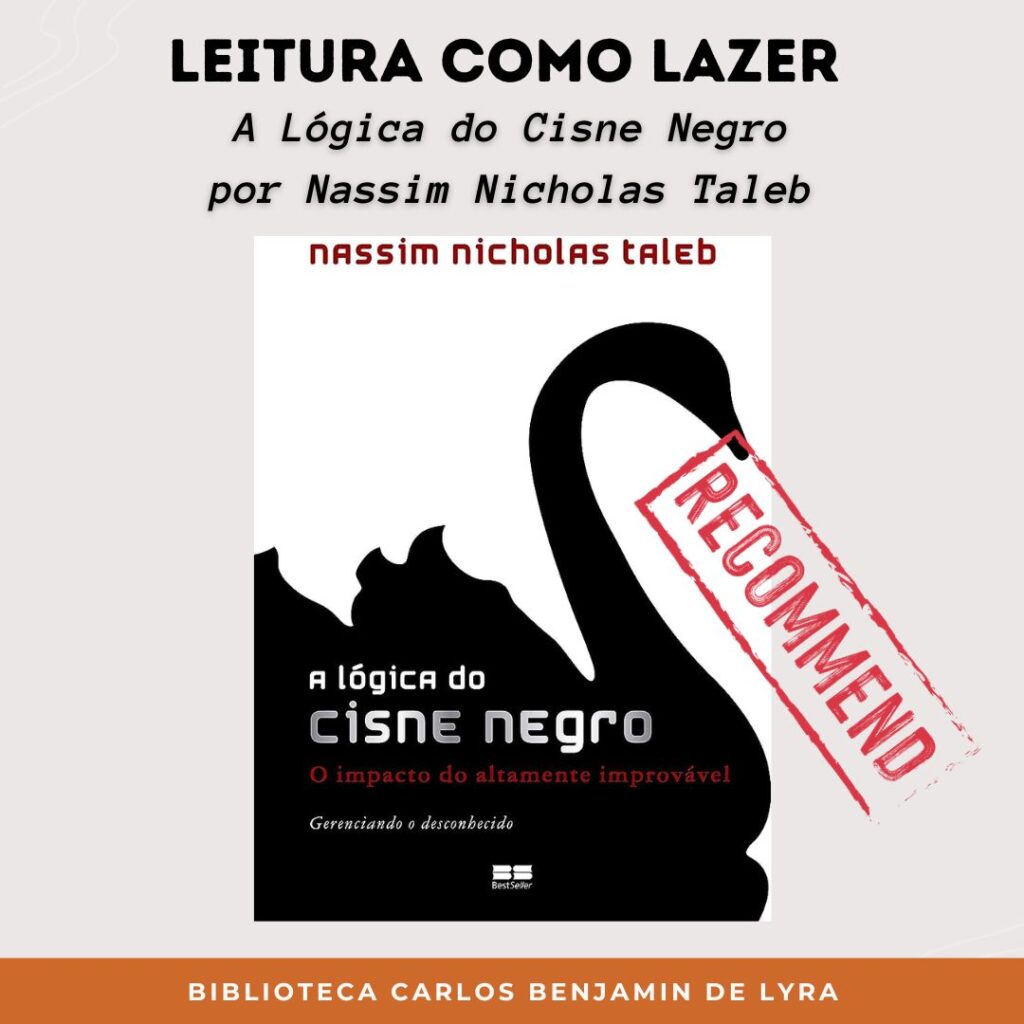 LEITURA COMO LAZER
A Lógica do Cisne Negro
por Nassim Nicholas Taleb
nassim nicholas taleb
A lógica do
cisne negro
O impacto do altamente improvável
Gerenciando o desconhecido
BS
BestSeller
RECOMMEND
BIBLIOTECA CARLOS BENJAMIN DE LYRA